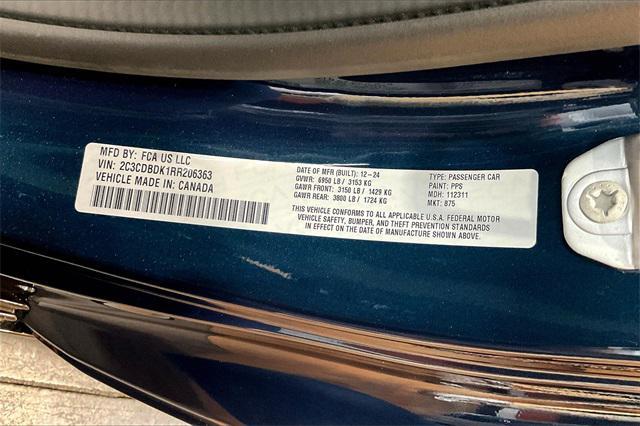 MFD BY: FCA US LLC
VIN: 2C3CDBDK1RR206363
VEHICLE MADE IN: CANADA
DATE OF MFR (BUILT): 12-24
GVWR: 6950 LB / 3153 KG
GAWR FRONT: 3150 LB / 1429 KG
GAWR REAR: 3800 LB / 1724 KG
TYPE: PASSENGER CAR
PAINT: PPS
MDH: 112311
MKT: 875
THIS VEHICLE CONFORMS TO ALL APPLICABLE U.S.A. FEDERAL MOTOR
VEHICLE SAFETY, BUMPER, AND THEFT PREVENTION STANDARDS
IN EFFECT ON THE DATE OF MANUFACTURE SHOWN ABOVE.